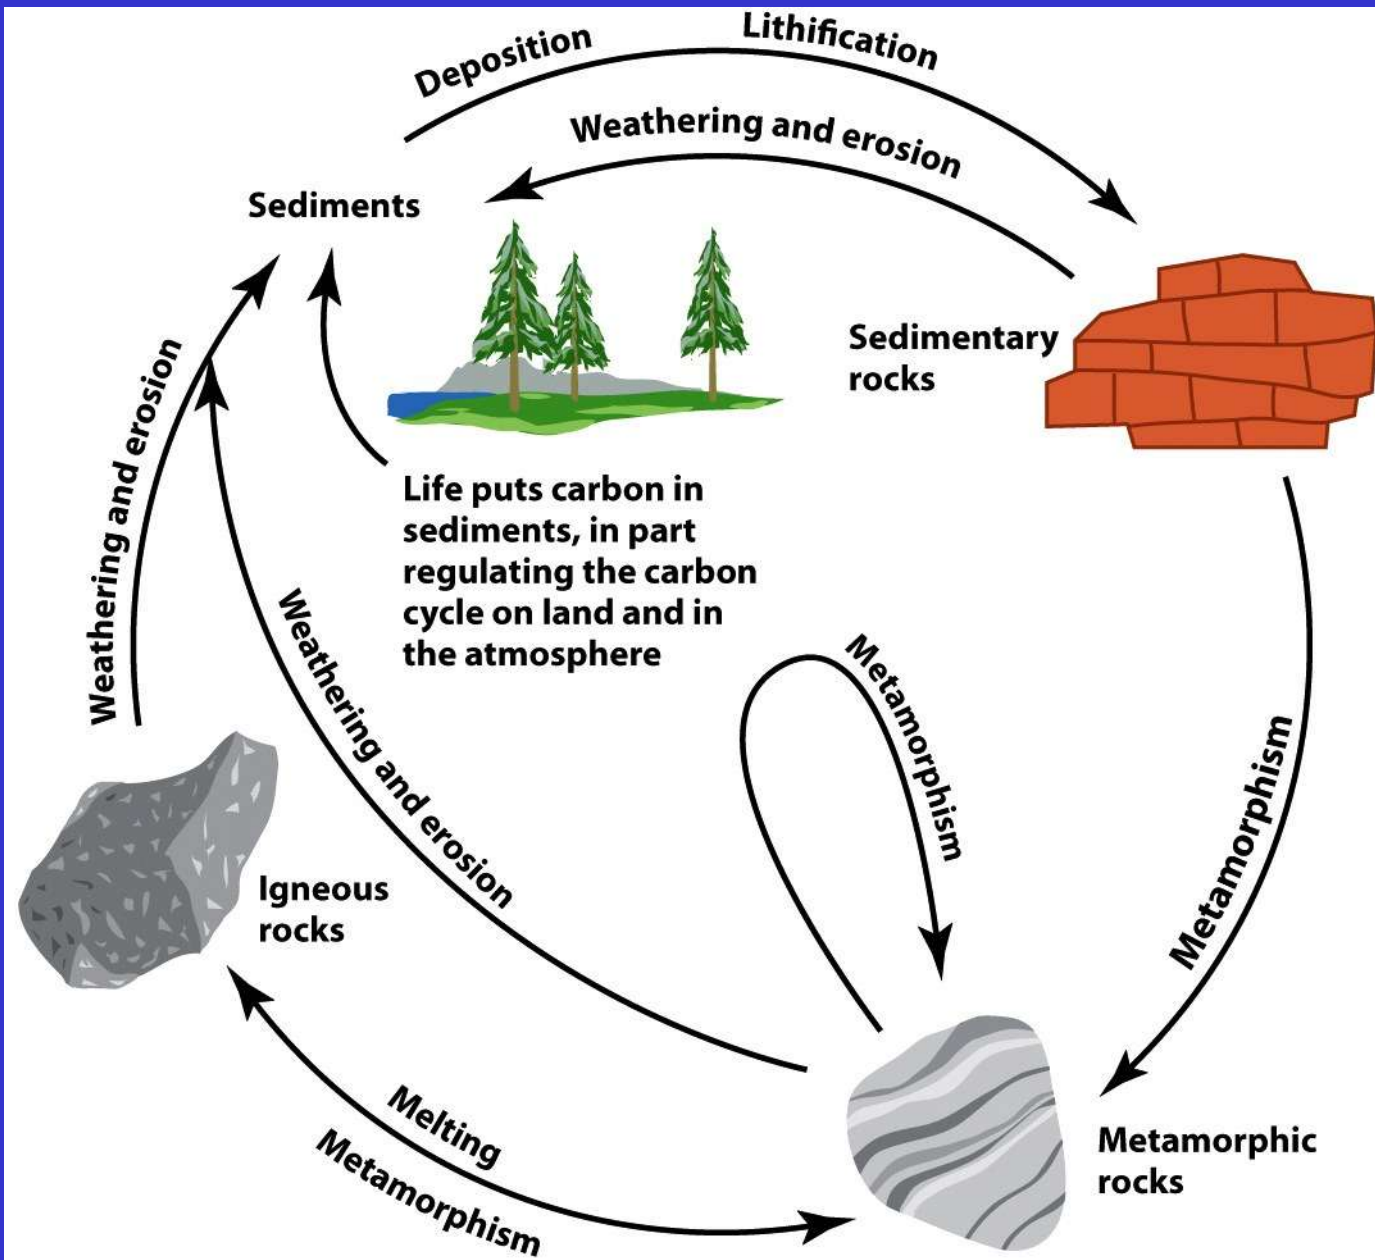 Deposition
Lithification
Weathering and erosion
Sediments
Sedimentary
rocks
Weathering and erosion
Life puts carbon in
sediments, in part
regulating the carbon
cycle on land and in
the atmosphere
Weathering and erosion
Metamorphism
Metamorphism
Igneous
rocks
Melting
Metamorphism
Metamorphic
rocks